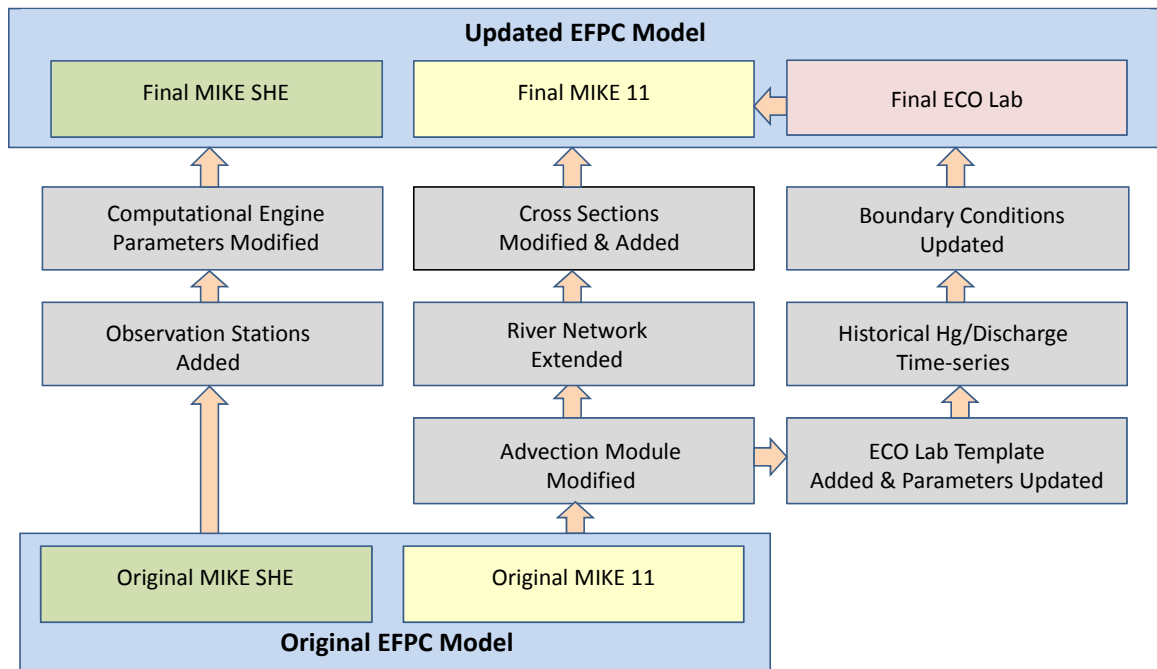 Updated EFPC Model
Final MIKE SHE
Final MIKE 11
Final ECO Lab
Computational Engine
Parameters Modified
Cross Sections
Modified & Added
Boundary Conditions
Updated
Observation Stations
Added
River Network
Extended
Historical Hg/Discharge
Time-series
Advection Module
Modified
ECO Lab Template
Added & Parameters Updated
Original MIKE SHE
Original MIKE 11
Original EFPC Model